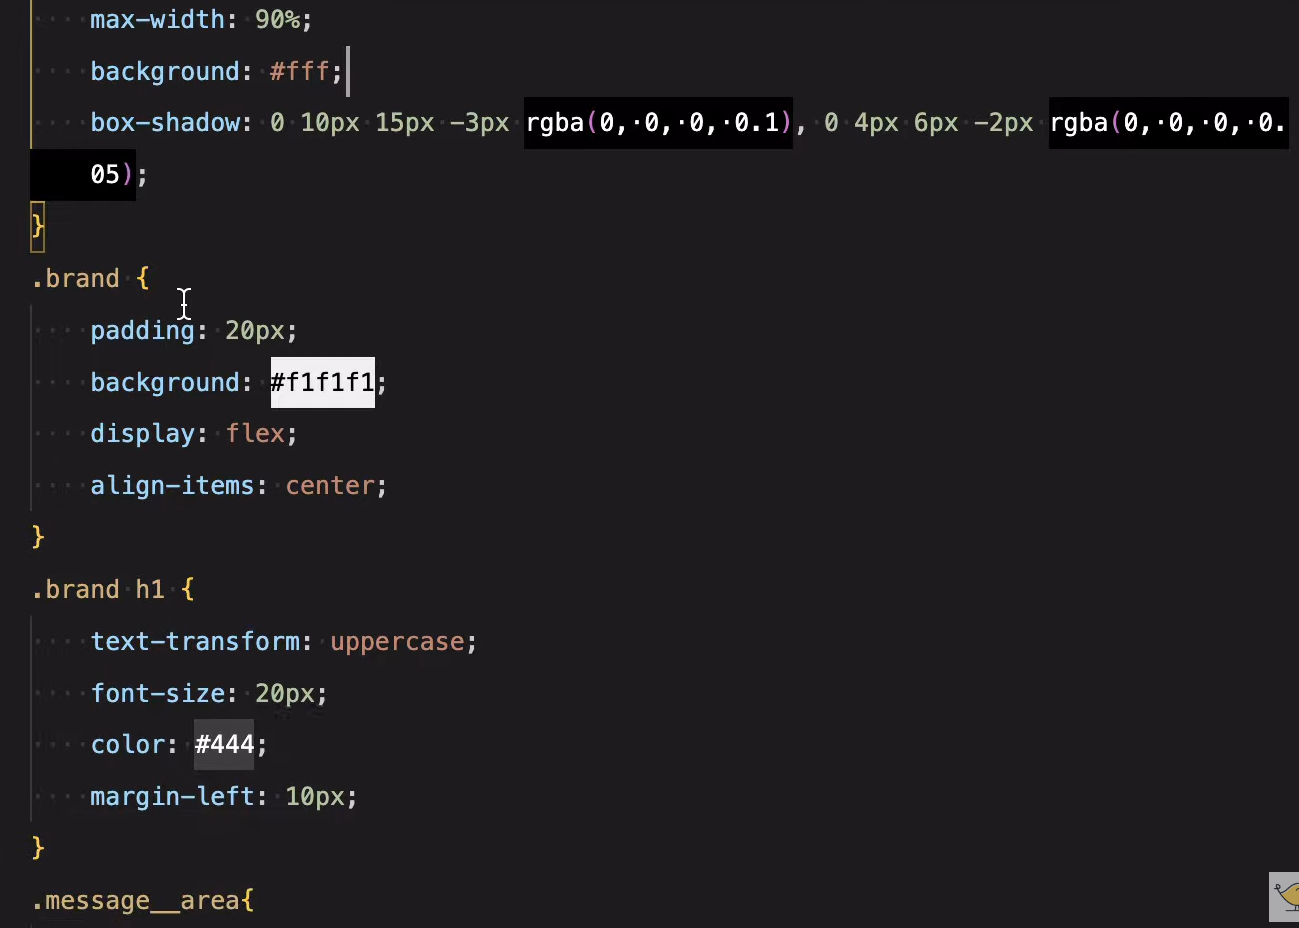 max-width: 90%;
background: #fff;
box-shadow: 0 10px 15px -3px rgba(0, 0, 0, 0.1), 0 4px 6px -2px rgba(0, 0, 0, 0.
05);
}
.brand {
padding: 20px;
background: #f1f1f1;
display: flex;
align-items: center;
}
.brand h1 {
text-transform: uppercase;
font-size: 20px;
color: #444;
margin-left: 10px;
}
.message__area{